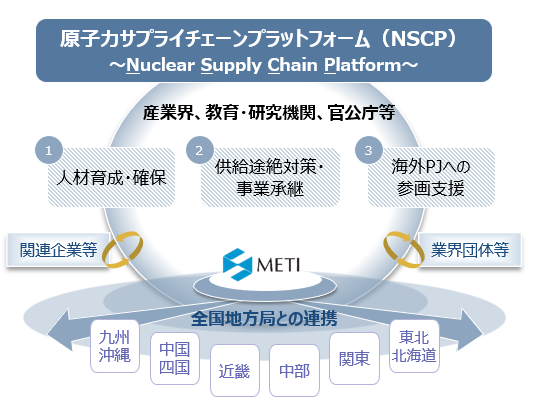 原子力サプライチェーンプラットフォーム（NSCP）
～Nuclear Supply Chain Platform～
産業界、教育・研究機関、官公庁等
1
人材育成・確保
2
供給途絶対策・
事業承継
3
海外PJへの
参画支援
関連企業等
METI
業界団体等
全国地方局との連携
九州
沖縄
中国
四国
近畿
中部
関東
東北
北海道